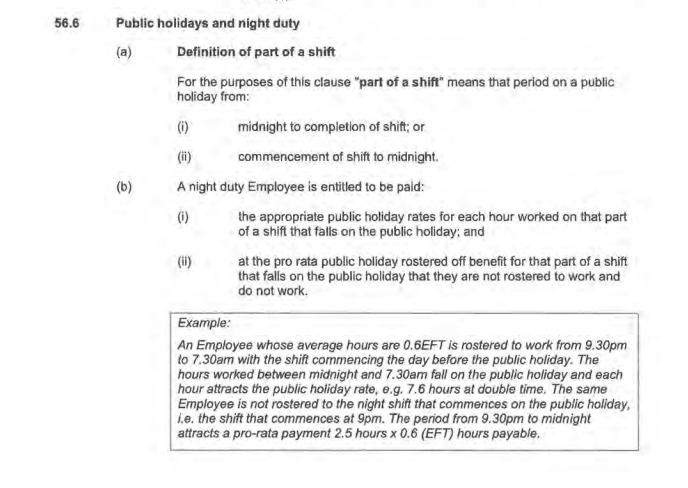 56.6 Public holidays and night duty
(a) Definition of part of a shift
For the purposes of this clause "part of a shift" means that period on a public
holiday from:
(i) midnight to completion of shift; or
(ii) commencement of shift to midnight.
(b) A night duty Employee is entitled to be paid:
(i) the appropriate public holiday rates for each hour worked on that part
of a shift that falls on the public holiday; and
(ii) at the pro rata public holiday rostered off benefit for that part of a shift
that falls on the public holiday that they are not rostered to work and
do not work.
Example:
An Employee whose average hours are 0.6EFT is rostered to work from 9.30pm
to 7.30am with the shift commencing the day before the public holiday. The
hours worked between midnight and 7.30am fall on the public holiday and each
hour attracts the public holiday rate, e.g. 7.6 hours at double time. The same
Employee is not rostered to the night shift that commences on the public holiday,
i.e. the shift that commences at 9pm. The period from 9.30pm to midnight
attracts a pro-rata payment 2.5 hours x 0.6 (EFT) hours payable.